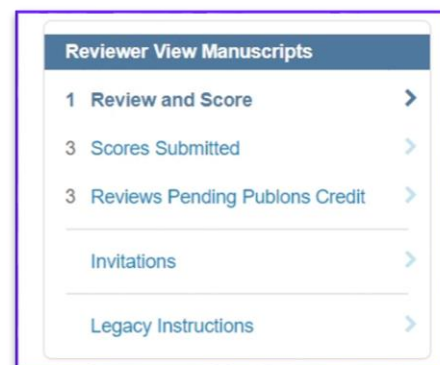 Reviewer View Manuscripts
1 Review and Score
3 Scores Submitted
3 Reviews Pending Publons Credit
Invitations
Legacy Instructions